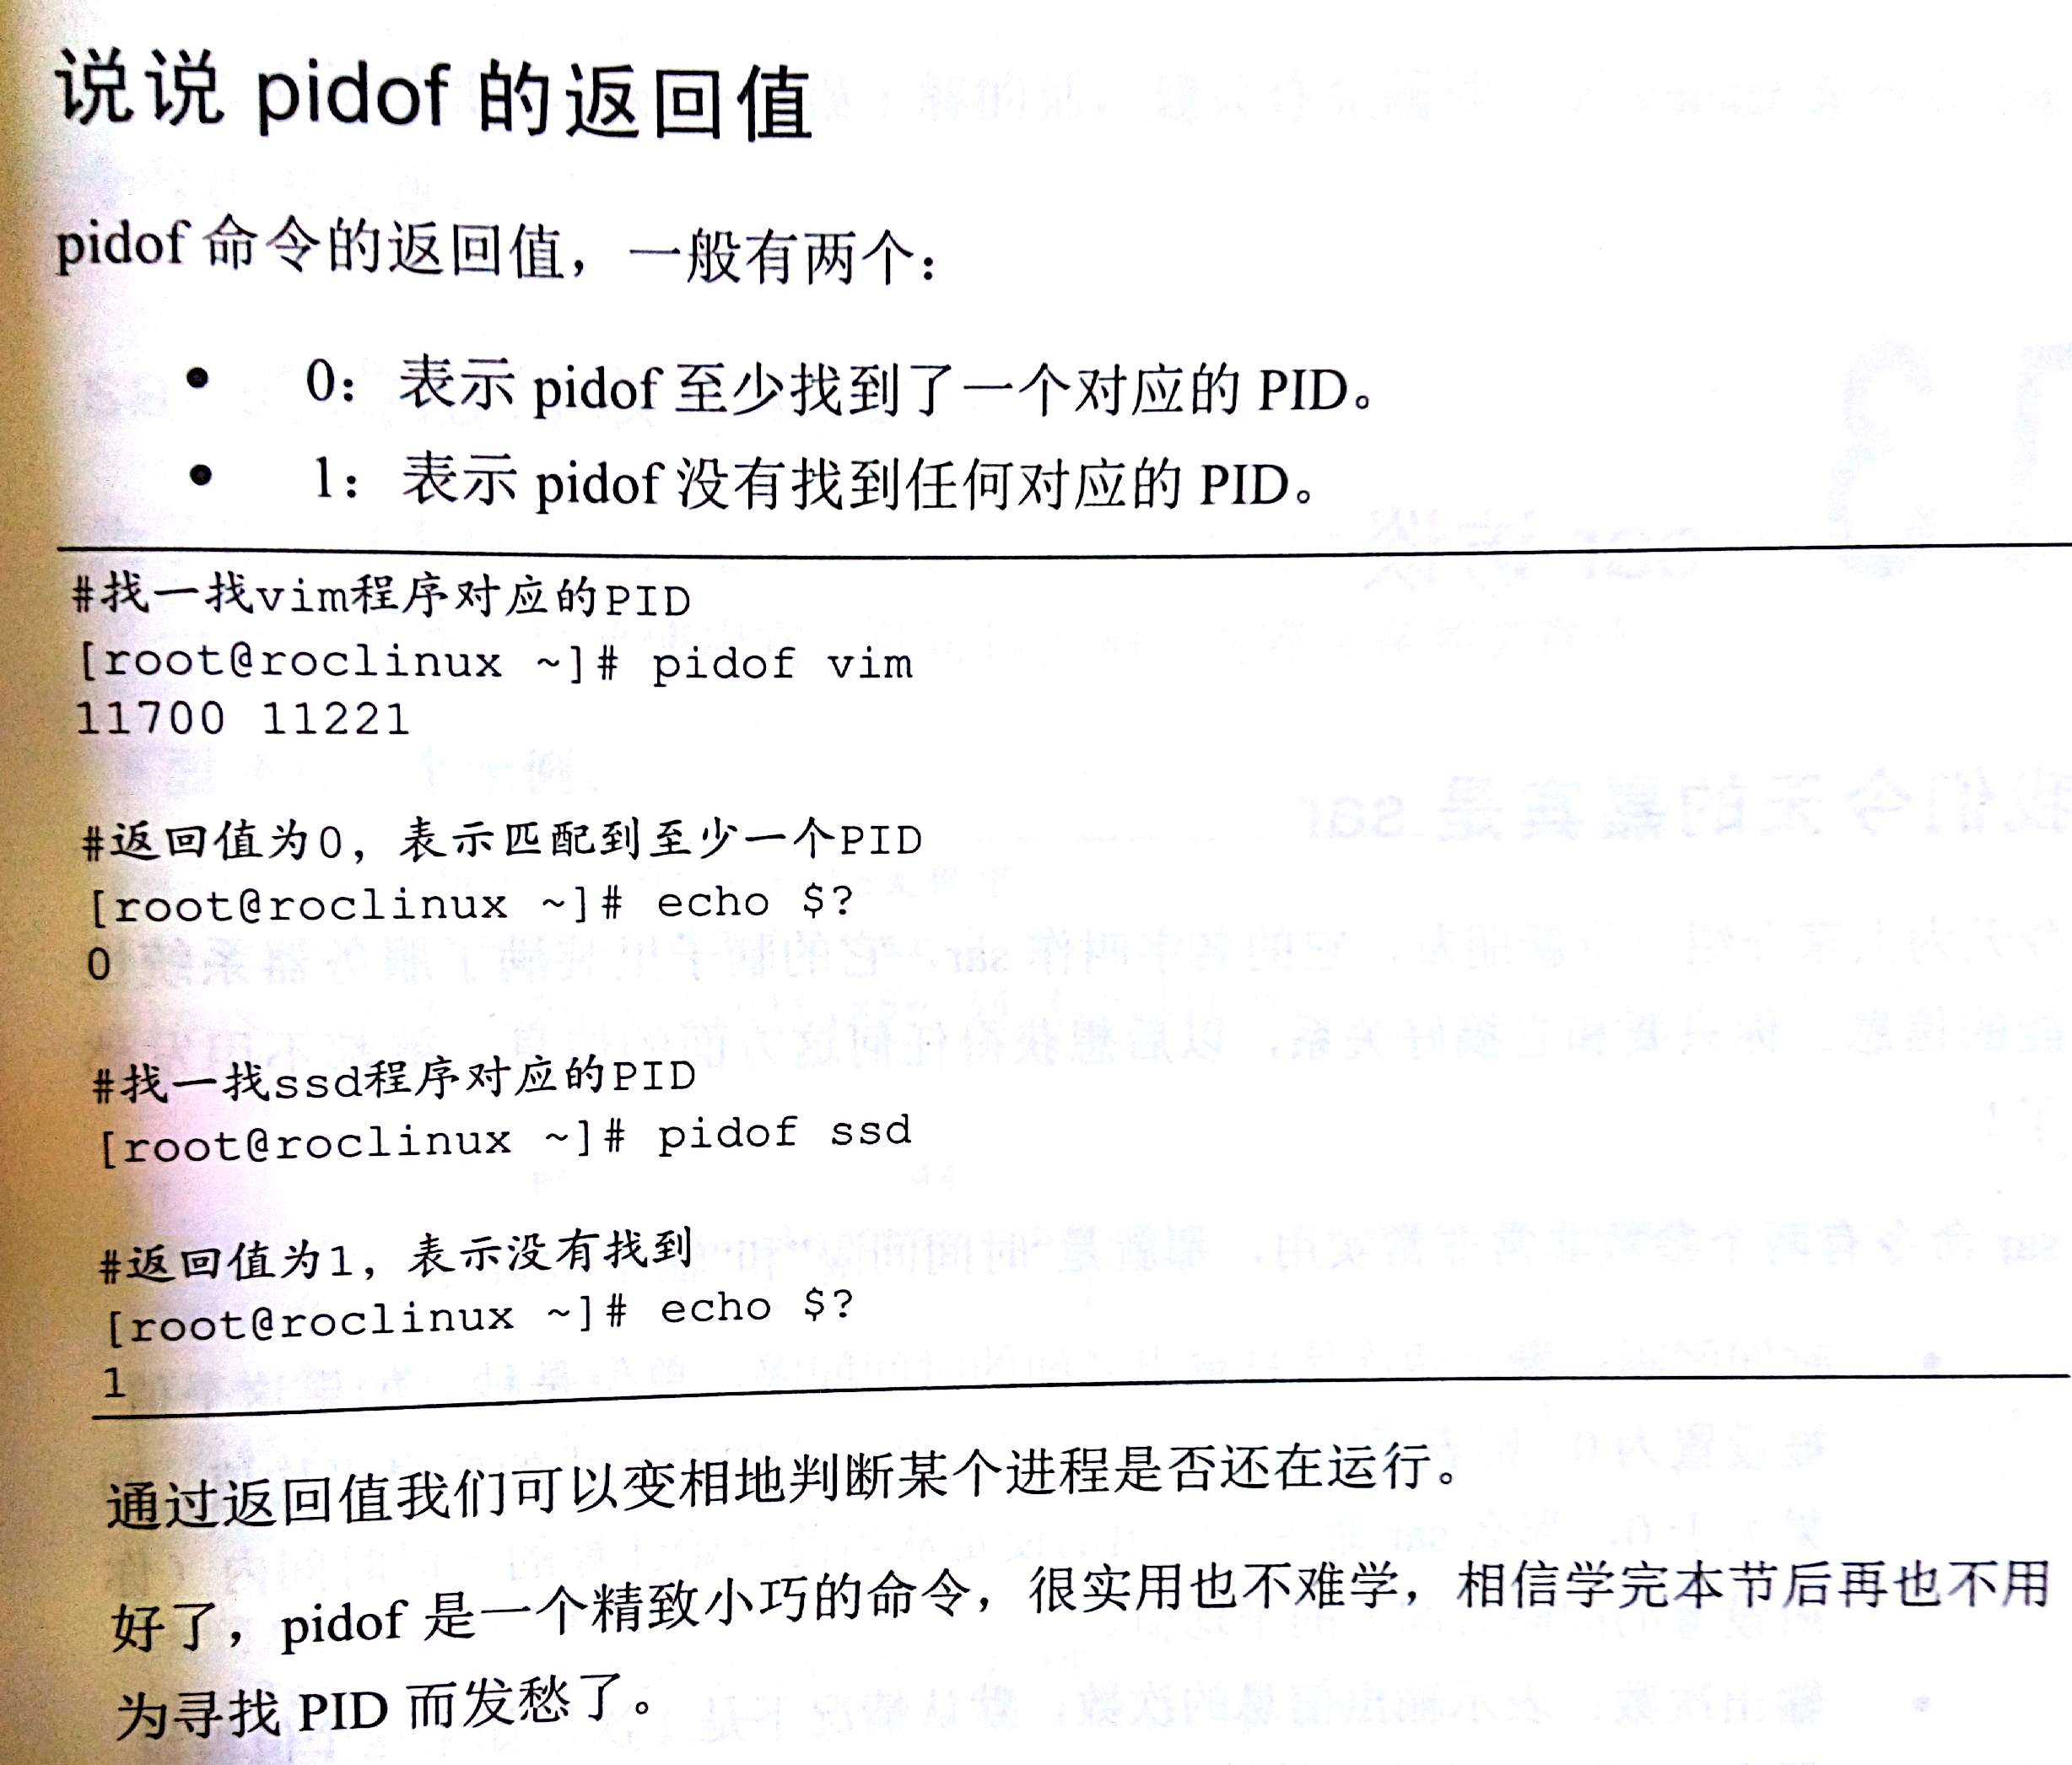 说说 pidof 的返回值
pidof 命令的返回值，一般有两个：
• 0：表示 pidof 至少找到了一个对应的 PID。
• 1：表示 pidof 没有找到任何对应的 PID。
#找一找vim程序对应的PID
[root@roclinux ~]# pidof vim
11700 11221
#返回值为0，表示匹配到至少一个PID
[root@roclinux ~]# echo $?
0
#找一找ssd程序对应的PID
[root@roclinux ~]# pidof ssd
#返回值为1，表示没有找到
[root@roclinux ~]# echo $?
1
通过返回值我们可以变相地判断某个进程是否还在运行。
好了，pidof 是一个精致小巧的命令，很实用也不难学，相信学完本节后再也不用
为寻找 PID 而发愁了。